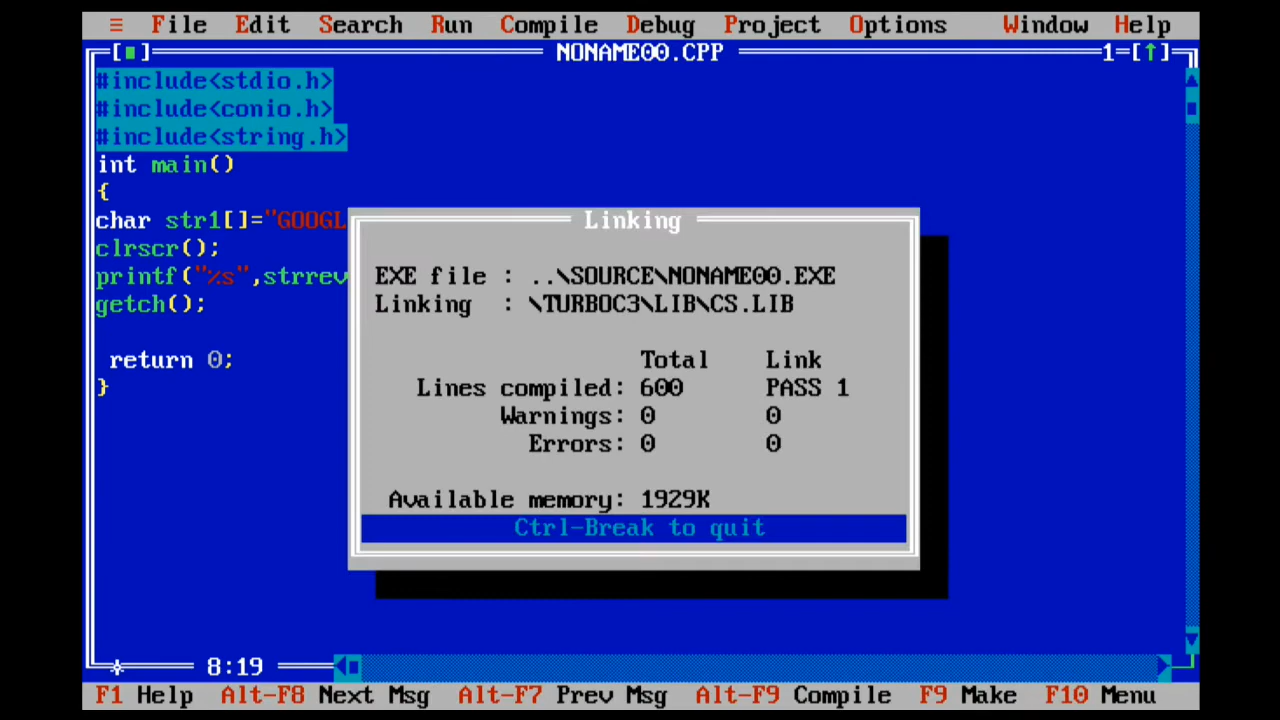 ≡ File Edit Search Run Compile Debug Project Options Window Help
[■] NONAME00.CPP 1=[↑]
#include<stdio.h>
#include<conio.h>
#include<string.h>
int main()
{
char str1[]="GOOGL
clrscr();
printf("%s",strrev
getch();
return 0;
}
Linking
EXE file : ..\SOURCE\NONAME00.EXE
Linking : \TURBOC3\LIB\CS.LIB
Total Link
Lines compiled: 600 PASS 1
Warnings: 0 0
Errors: 0 0
Available memory: 1929K
Ctrl-Break to quit
8:19
F1 Help Alt-F8 Next Msg Alt-F7 Prev Msg Alt-F9 Compile F9 Make F10 Menu